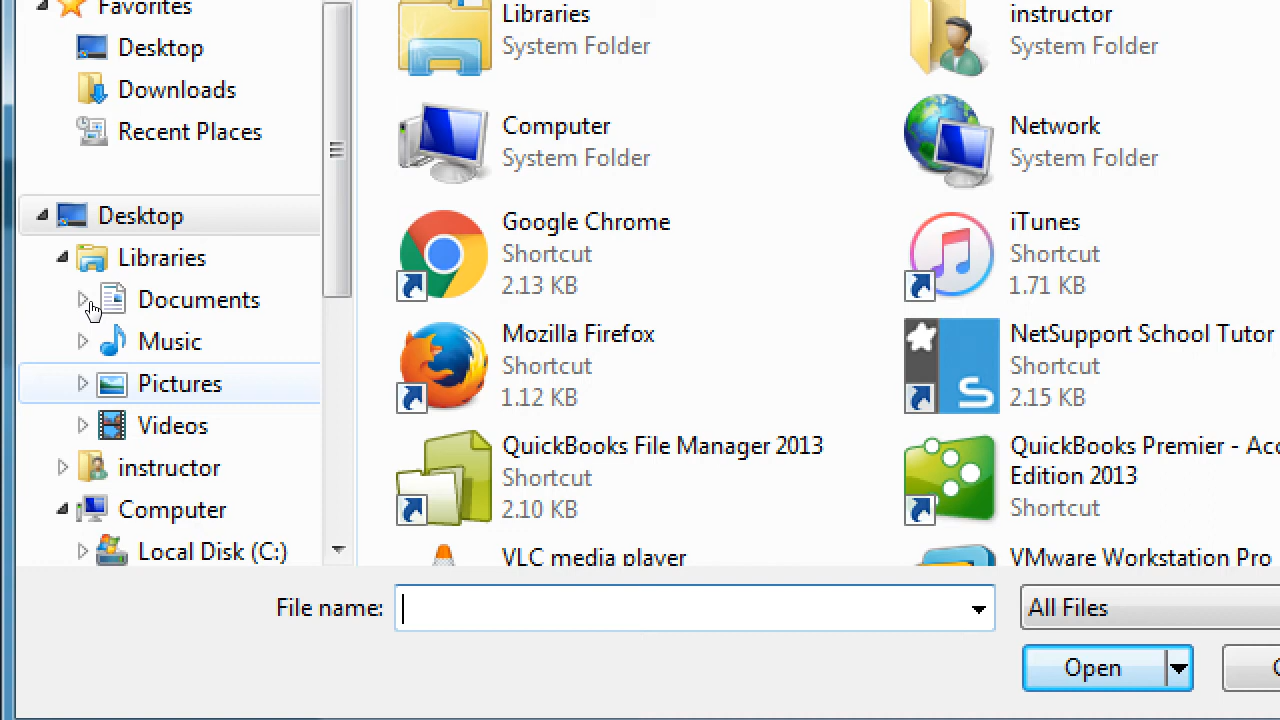 Favorites
Desktop
Downloads
Recent Places
Desktop
Libraries
Documents
Music
Pictures
Videos
instructor
Computer
Local Disk (C:)
Libraries
System Folder
instructor
System Folder
Computer
System Folder
Network
System Folder
Google Chrome
Shortcut
2.13 KB
iTunes
Shortcut
1.71 KB
Mozilla Firefox
Shortcut
1.12 KB
NetSupport School Tutor
Shortcut
2.15 KB
S
QuickBooks File Manager 2013
Shortcut
2.10 KB
QuickBooks Premier - Acc
Edition 2013
Shortcut
VLC media player
VMware Workstation Pro
File name:
All Files
Open